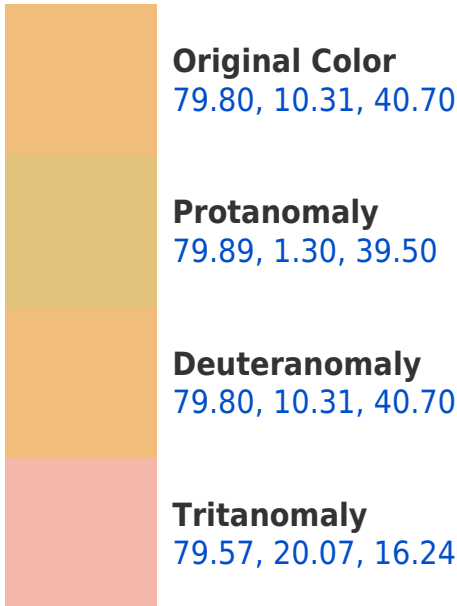 Original Color
79.80, 10.31, 40.70
Protanomaly
79.89, 1.30, 39.50
Deuteranomaly
79.80, 10.31, 40.70
Tritanomaly
79.57, 20.07, 16.24